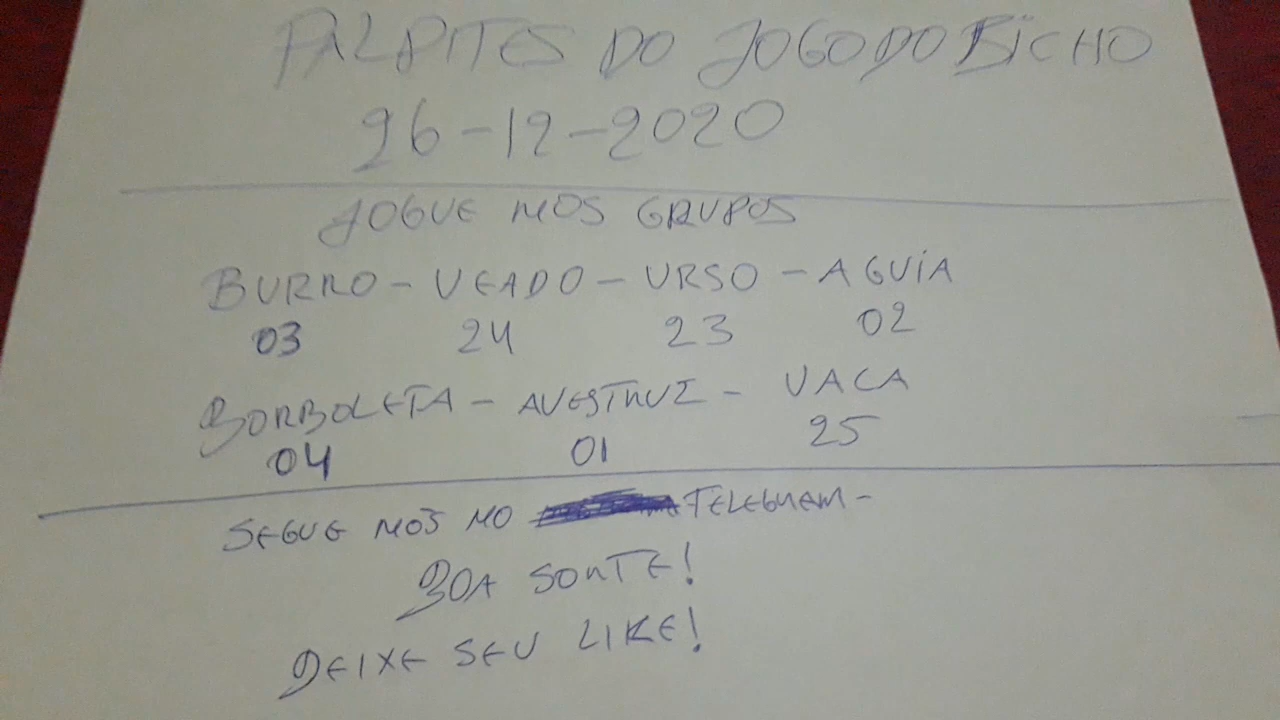 PALPITES DO JOGO DO BICHO
26-12-2020
JOGUE NOS GRUPOS
BURRO - VEADO - URSO - AGUIA
03 24 23 02
BORBOLETA - AVESTRUZ - VACA
04 01 25
SEGUE NOS NO TELEGRAM -
BOA SORTE!
DEIXE SEU LIKE!